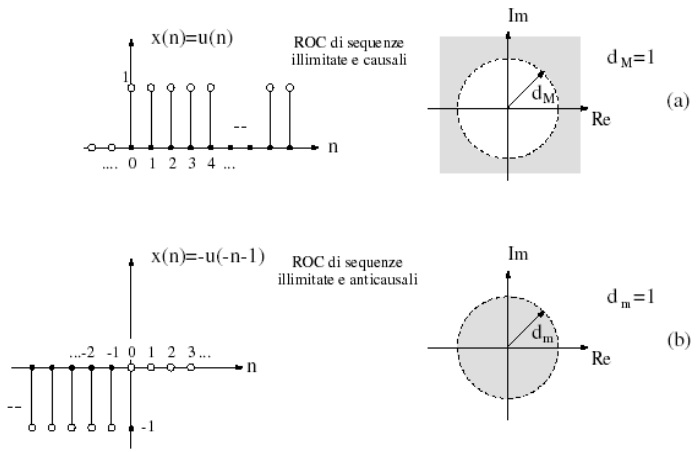 x(n)=u(n)
ROC di sequenze
illimitate e causali
Im
d_M=1
1
d_M
(a)
Re
--
n
.... 0 1 2 3 4 ...
x(n)=-u(-n-1)
ROC di sequenze
illimitate e anticausali
Im
d_m=1
d_m
...-2 -1 0 1 2 3 ...
n
Re
(b)
--
-1